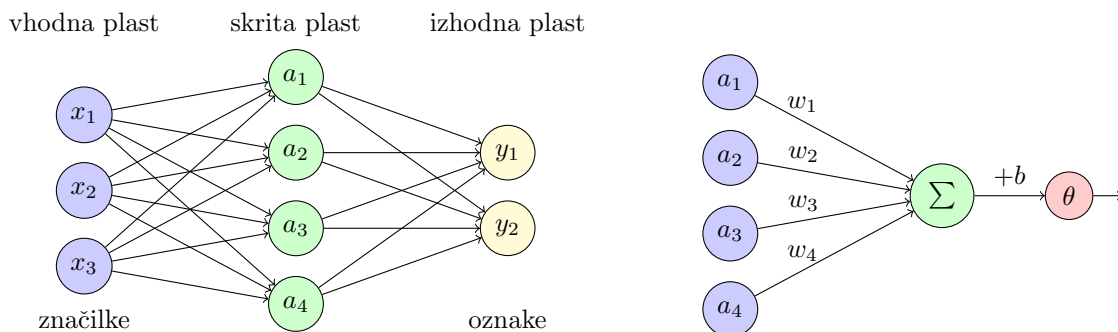 vhodna plast skrita plast izhodna plast
x₁
x₂
x₃
a₁
a₂
a₃
a₄
y₁
y₂
značilke oznake
a₁
a₂
a₃
a₄
w₁
w₂
w₃
w₄
∑
+b
θ